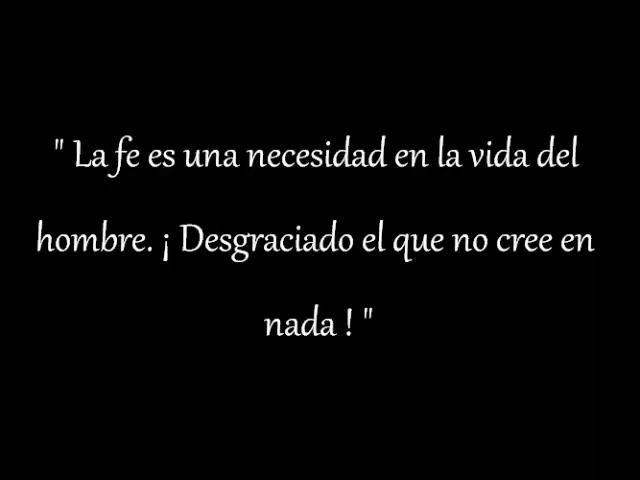 " La fe es una necesidad en la vida del
hombre. ¡ Desgraciado el que no cree en
nada ! "